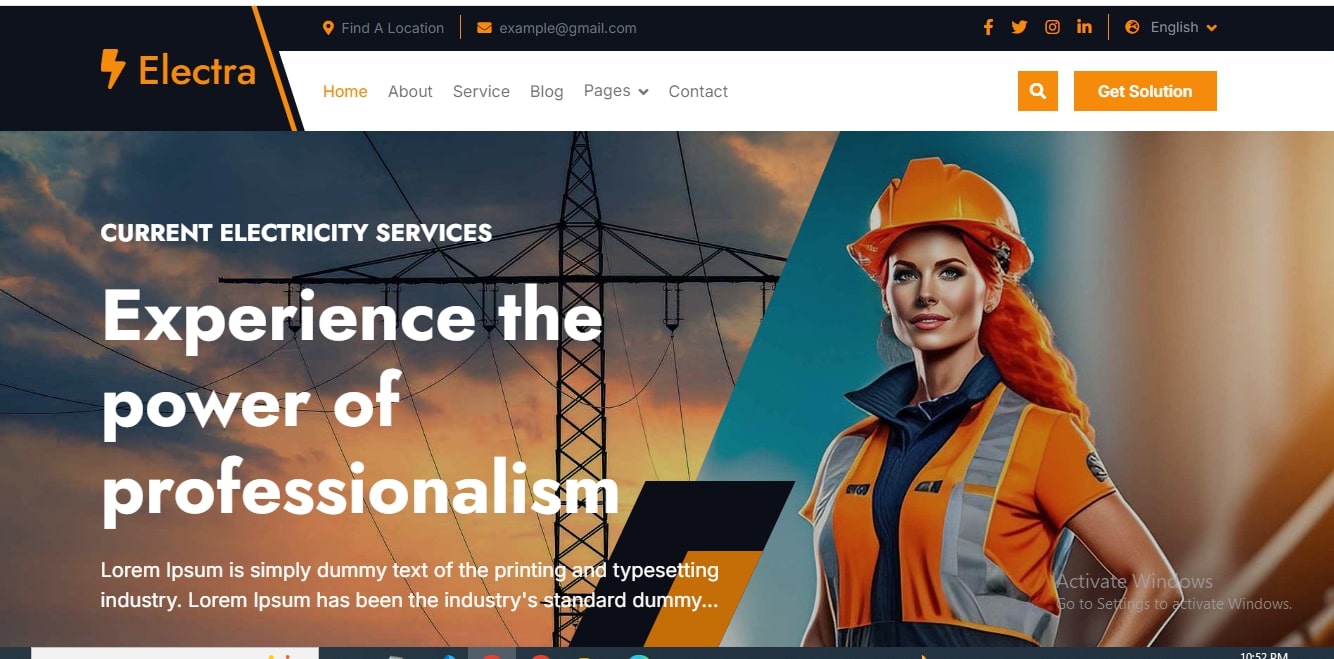 Find A Location
example@gmail.com
English
Electra
Home About Service Blog Pages Contact
Get Solution
CURRENT ELECTRICITY SERVICES
Experience the
power of
professionalism
Lorem Ipsum is simply dummy text of the printing and typesetting
industry. Lorem Ipsum has been the industry's standard dummy...
Activate Windows
Go to Settings to activate Windows.
10:52 PM